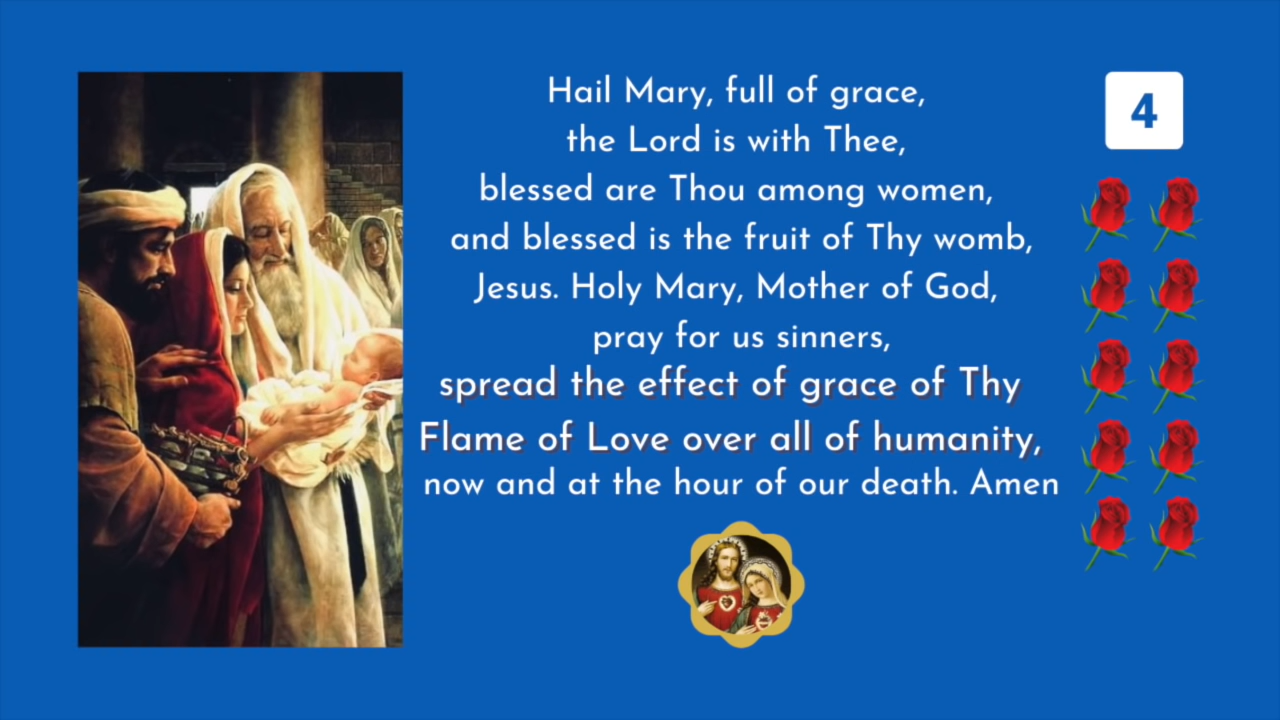 Hail Mary, full of grace,
the Lord is with Thee,
blessed are Thou among women,
and blessed is the fruit of Thy womb,
Jesus. Holy Mary, Mother of God,
pray for us sinners,
spread the effect of grace of Thy
Flame of Love over all of humanity,
now and at the hour of our death. Amen
4